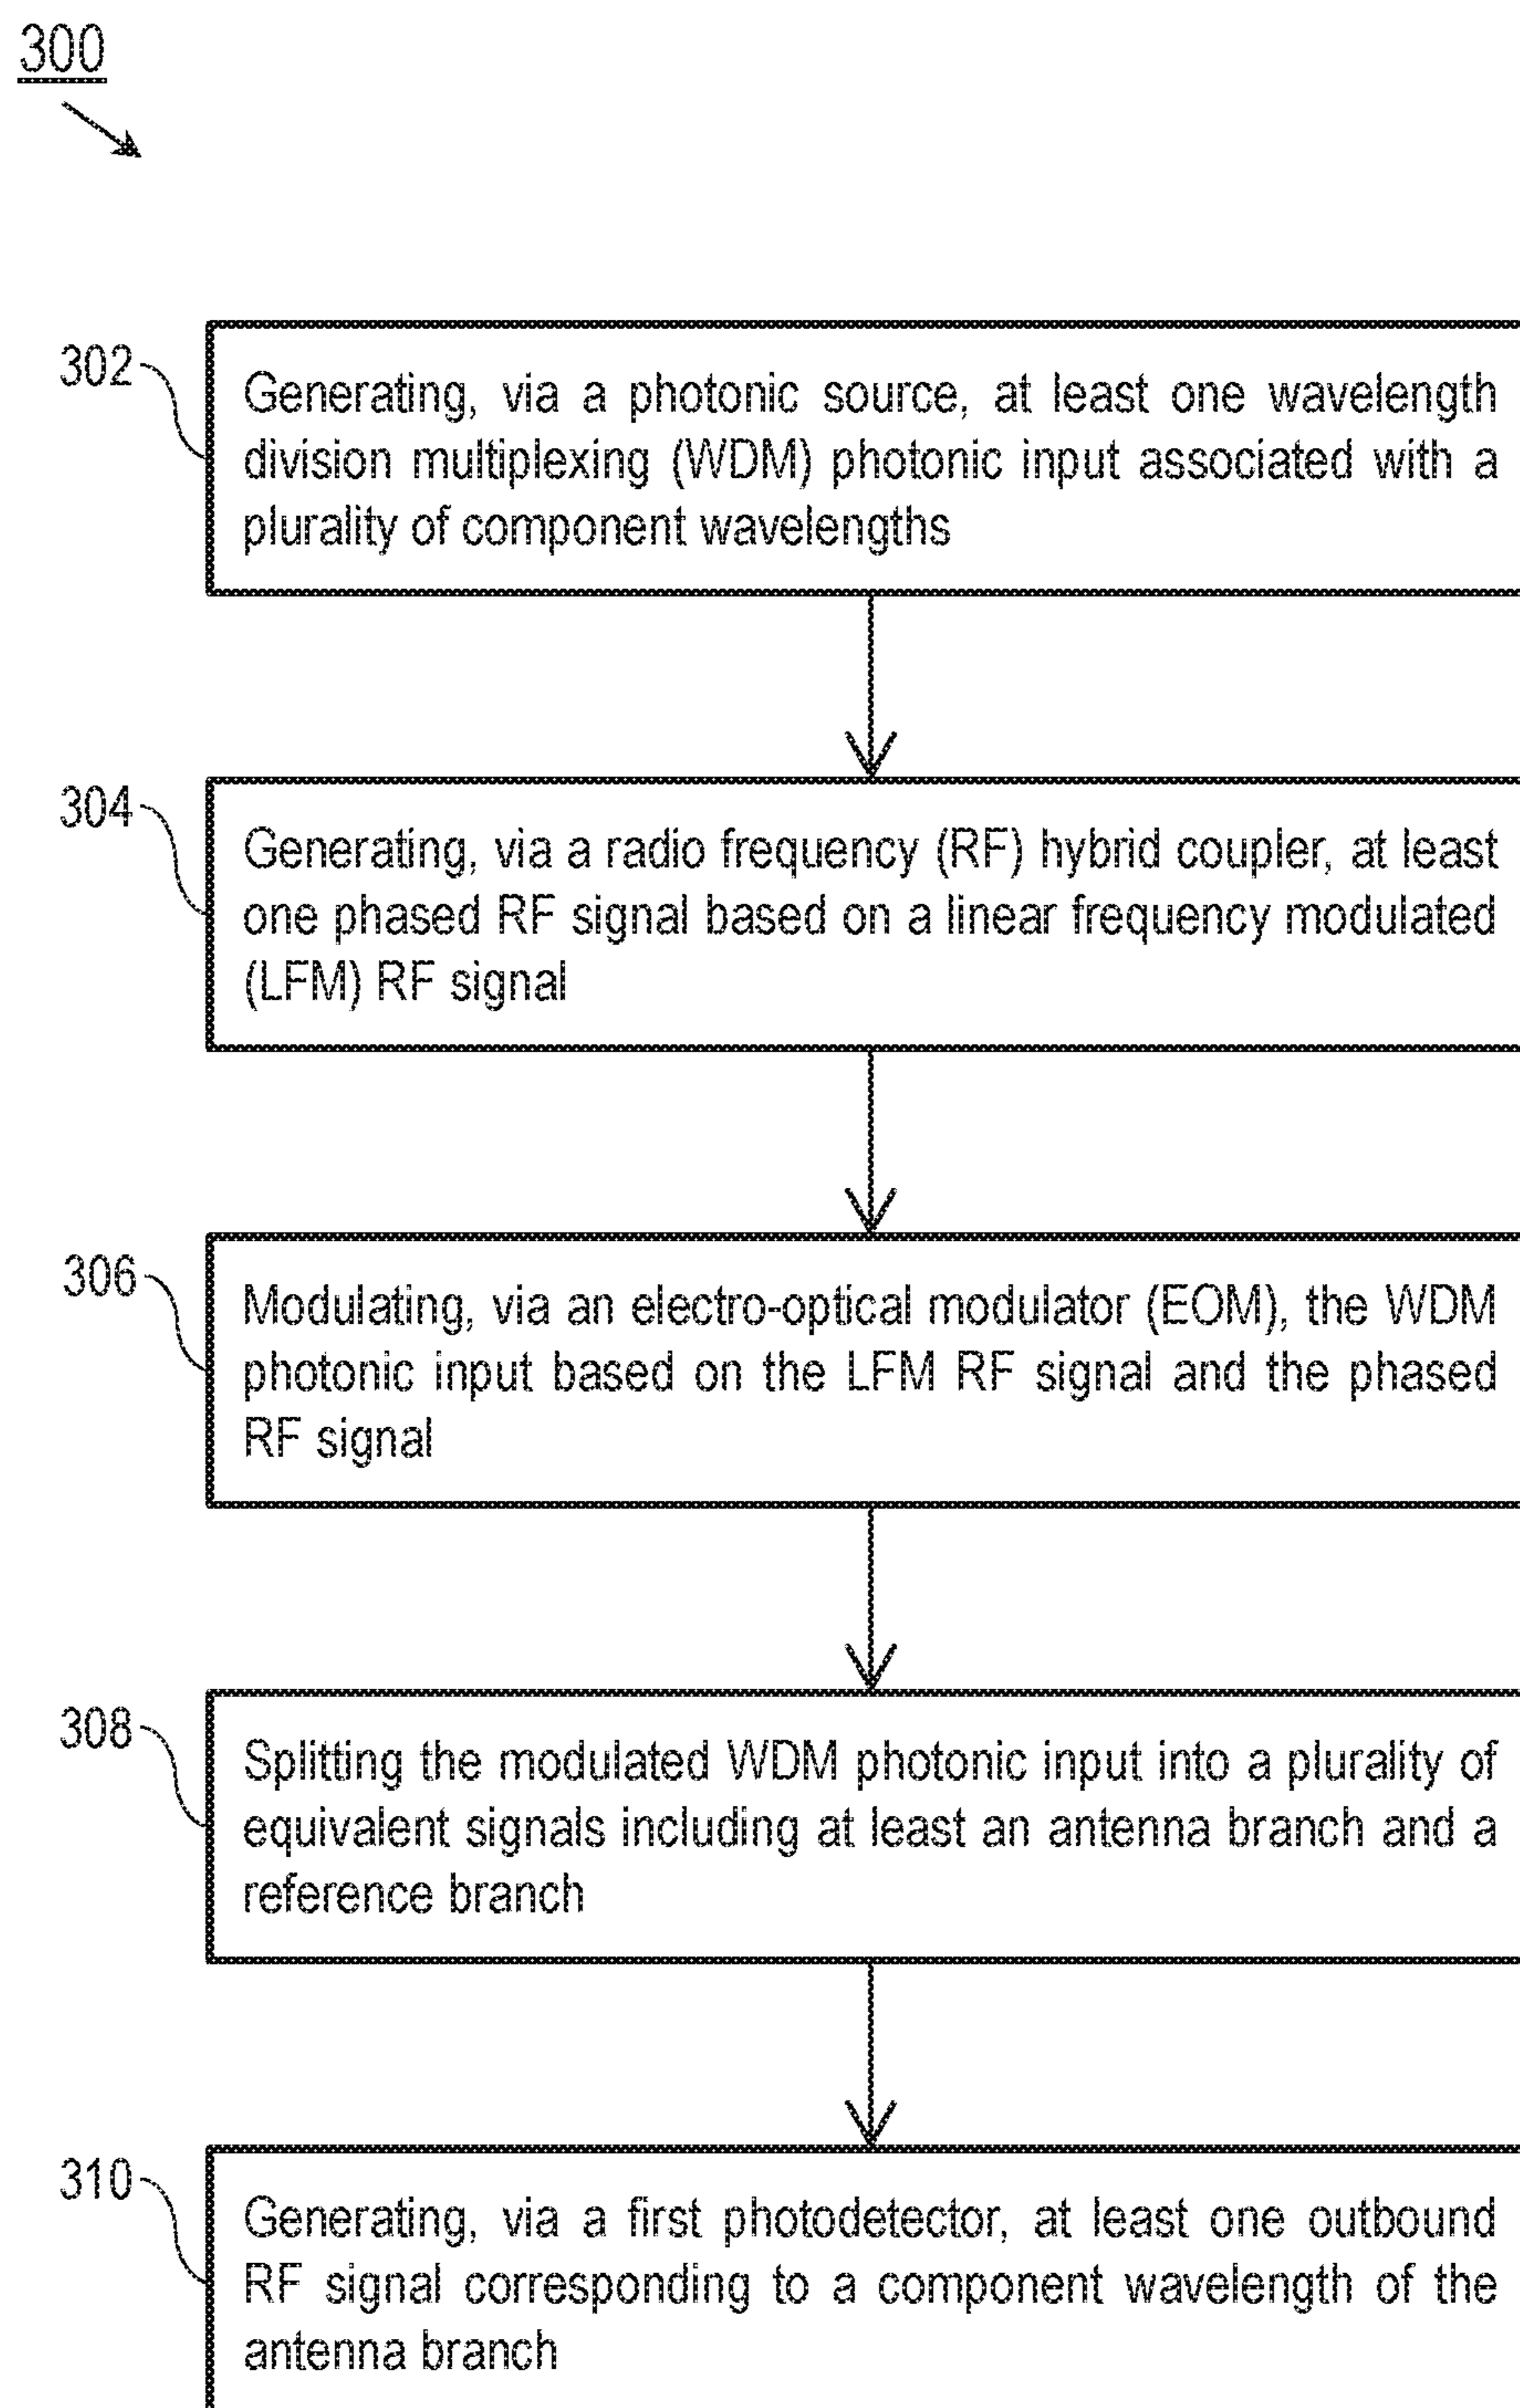 300
302
Generating, via a photonic source, at least one wavelength
division multiplexing (WDM) photonic input associated with a
plurality of component wavelengths
304
Generating, via a radio frequency (RF) hybrid coupler, at least
one phased RF signal based on a linear frequency modulated
(LFM) RF signal
306
Modulating, via an electro-optical modulator (EOM), the WDM
photonic input based on the LFM RF signal and the phased
RF signal
308
Splitting the modulated WDM photonic input into a plurality of
equivalent signals including at least an antenna branch and a
reference branch
310
Generating, via a first photodetector, at least one outbound
RF signal corresponding to a component wavelength of the
antenna branch